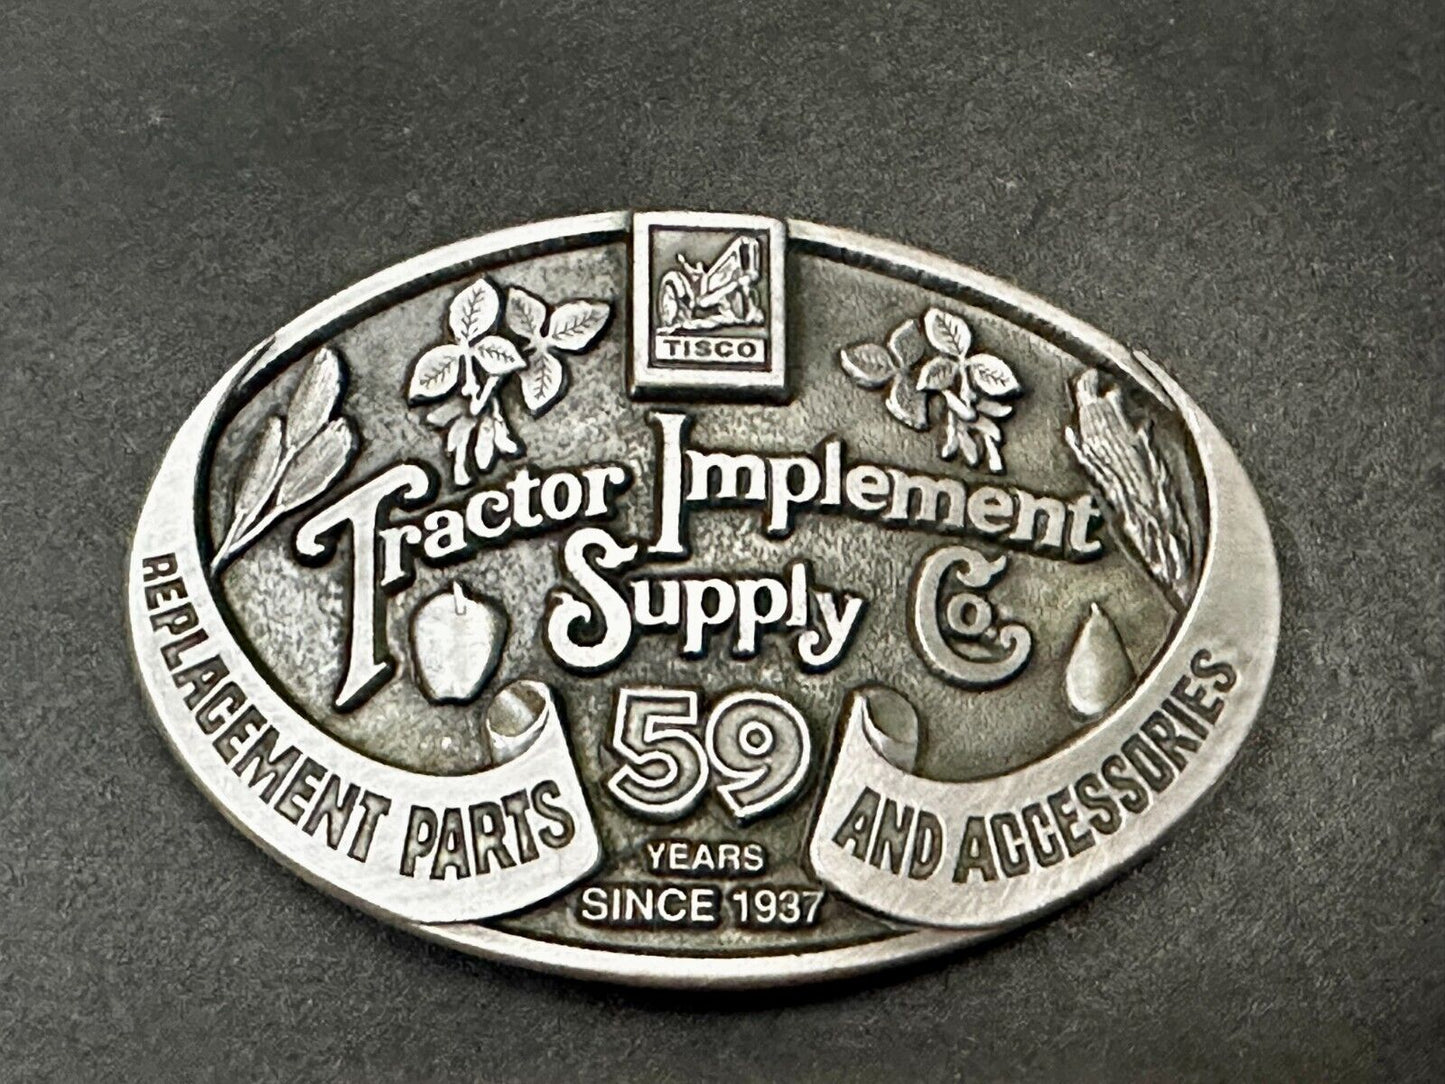 TISCO
Tractor Implement
Supply Co.
59
YEARS
SINCE 1937
REPLACEMENT PARTS
AND ACCESSORIES